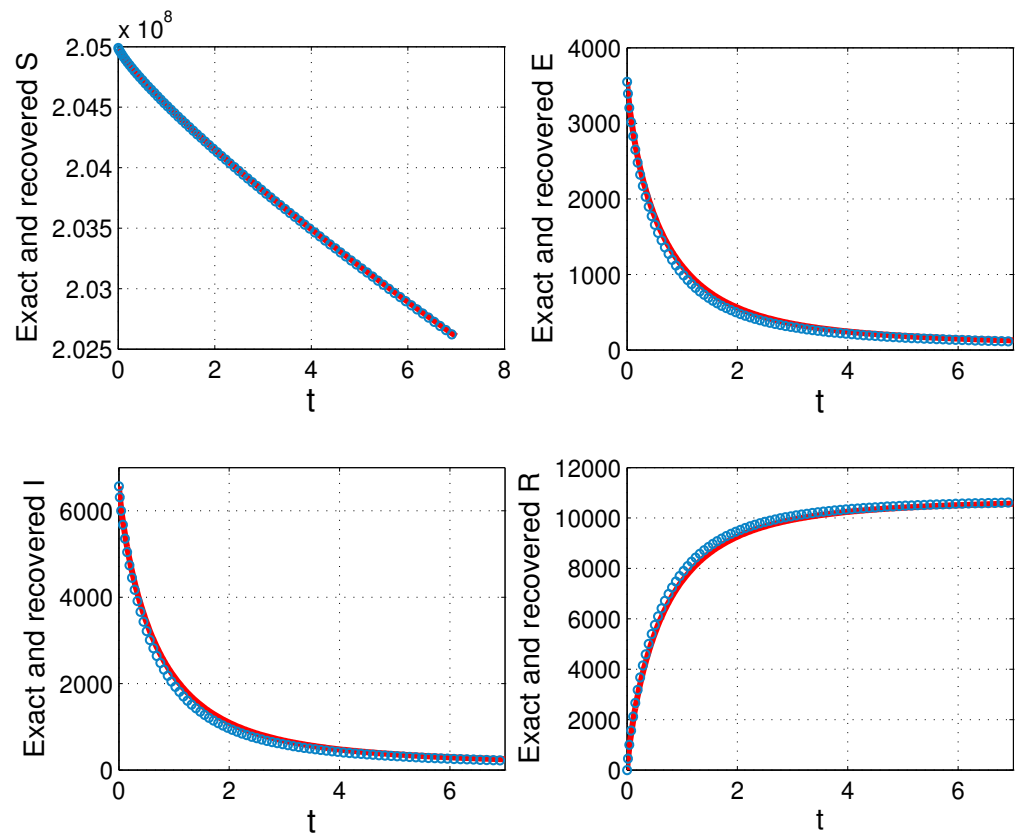 x 10^8
2.05
2.045
2.04
2.035
2.03
2.025
Exact and recovered S
0 2 4 6 8
t
4000
3000
2000
1000
0
Exact and recovered E
0 2 4 6
t
6000
4000
2000
0
Exact and recovered I
0 2 4 6
t
12000
10000
8000
6000
4000
2000
0
Exact and recovered R
0 2 4 6
t